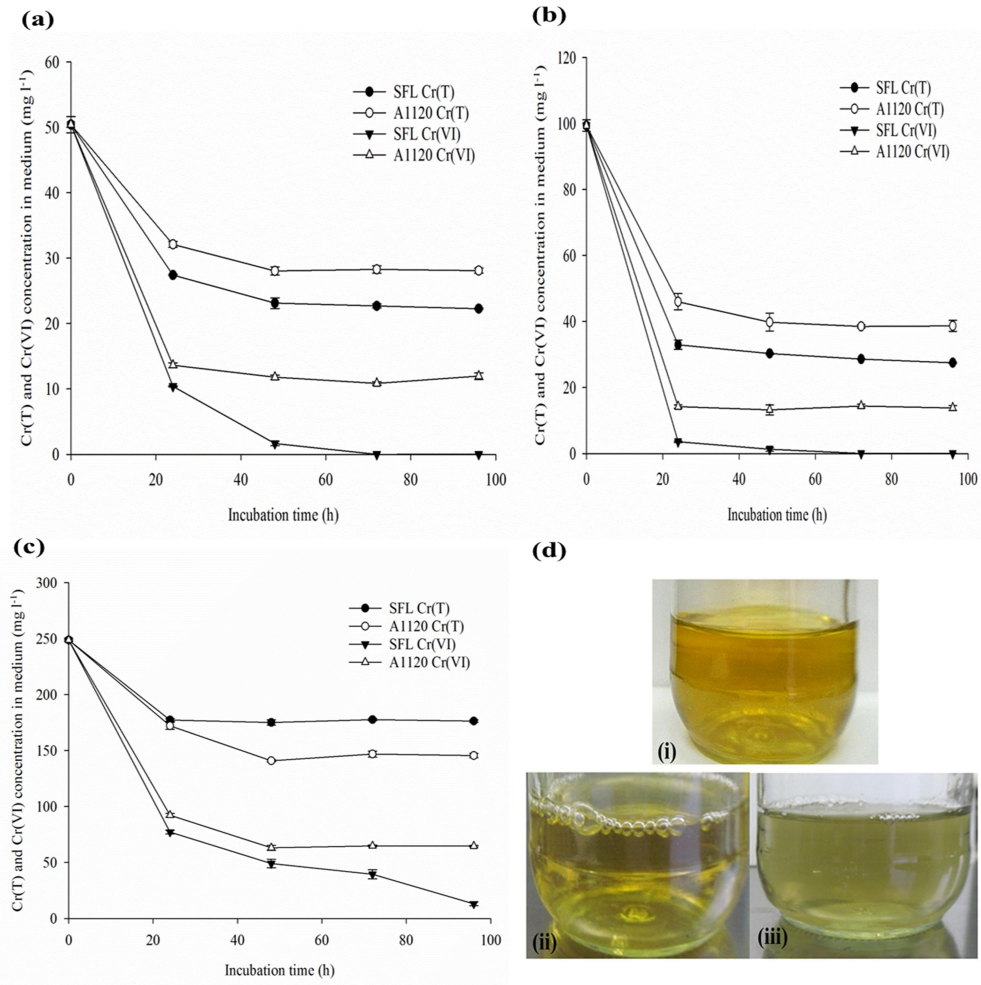 (a)
Cr(T) and Cr(VI) concentration in medium (mg l-1)
60
50
40
30
20
10
0
0 20 40 60 80 100
Incubation time (h)
SFL Cr(T)
A1120 Cr(T)
SFL Cr(VI)
A1120 Cr(VI)
(b)
Cr(T) and Cr(VI) concentration in medium (mg l-1)
120
100
80
60
40
20
0
0 20 40 60 80 100
Incubation time (h)
SFL Cr(T)
A1120 Cr(T)
SFL Cr(VI)
A1120 Cr(VI)
(c)
Cr(T) and Cr(VI) concentration in medium (mg l-1)
300
250
200
150
100
50
0
0 20 40 60 80 100
Incubation time (h)
SFL Cr(T)
A1120 Cr(T)
SFL Cr(VI)
A1120 Cr(VI)
(d)
(i)
(ii)
(iii)